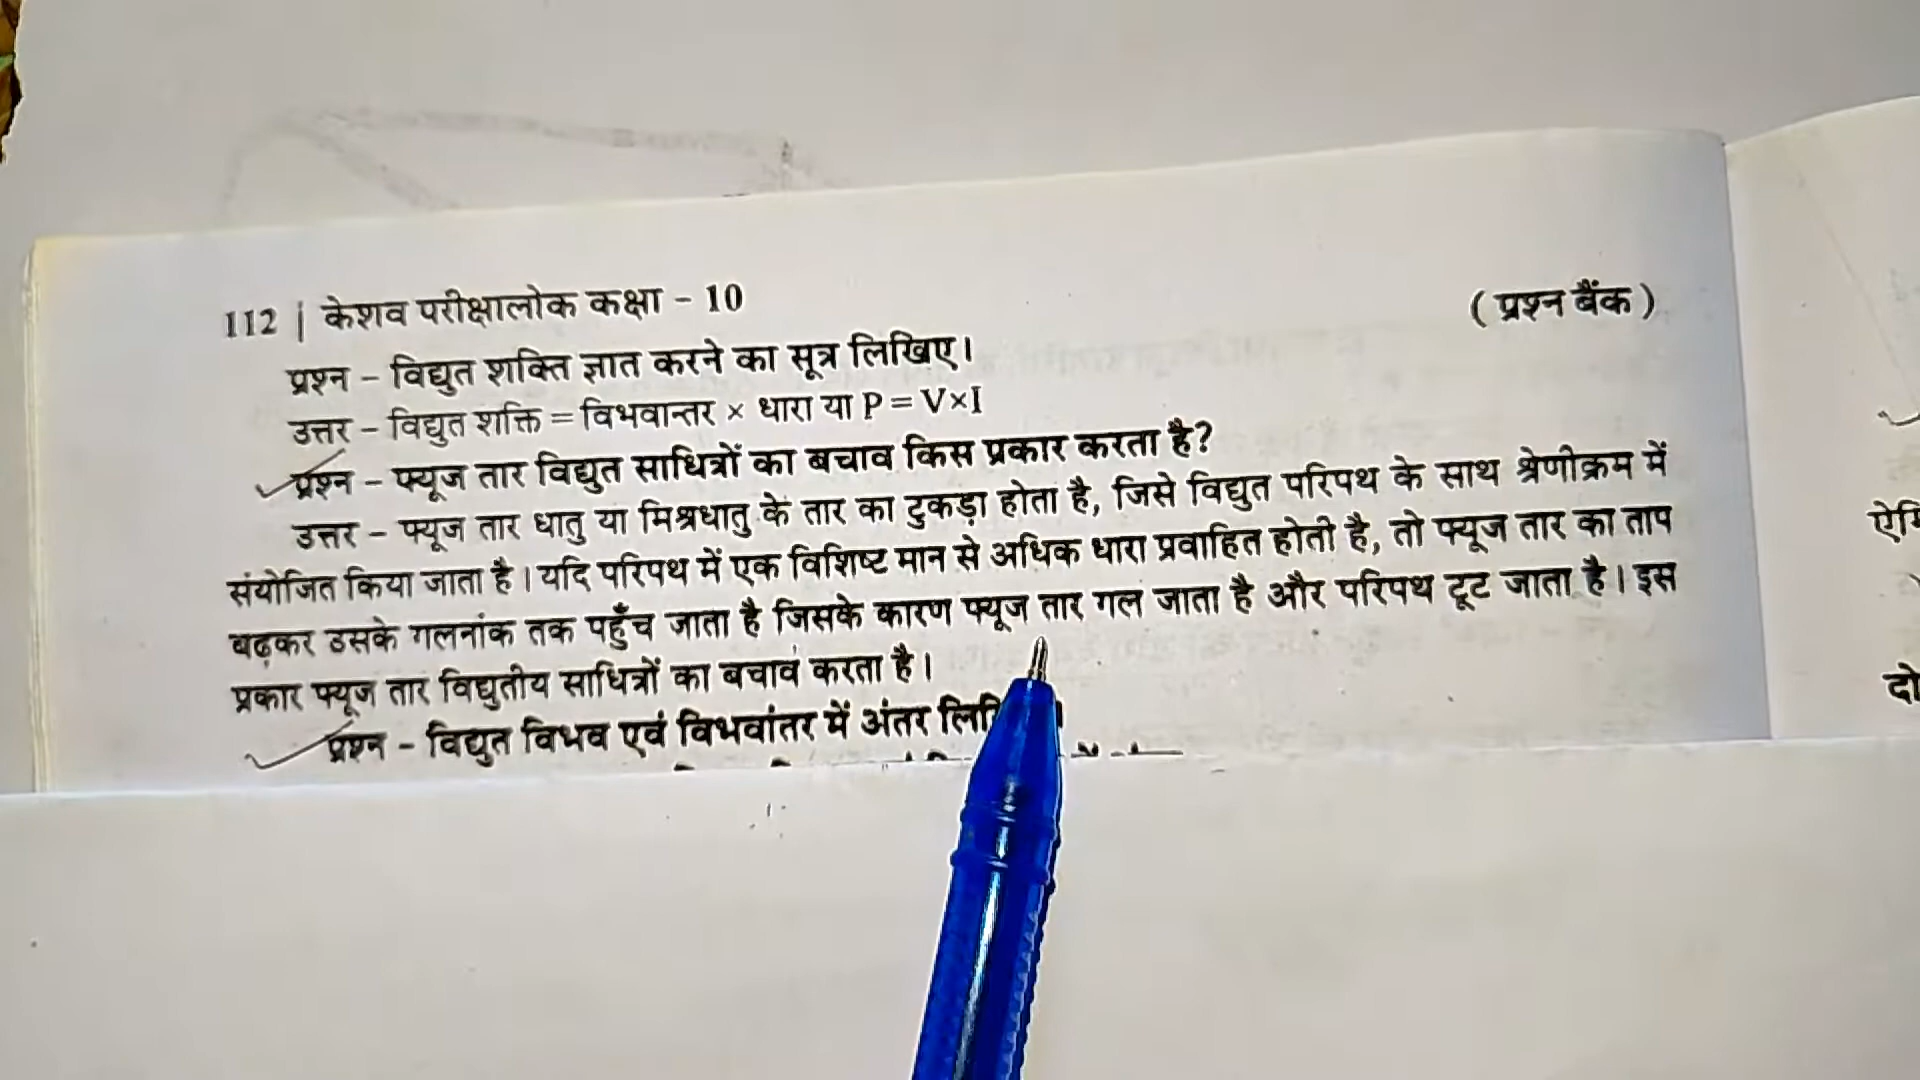 112 | केशव परीक्षालोक कक्षा - 10
( प्रश्न बैंक )
प्रश्न – विद्युत शक्ति ज्ञात करने का सूत्र लिखिए।
उत्तर – विद्युत शक्ति = विभवान्तर × धारा या P = V×I
प्रश्न – फ्यूज तार विद्युत साधित्रों का बचाव किस प्रकार करता है?
उत्तर – फ्यूज तार धातु या मिश्रधातु के तार का टुकड़ा होता है, जिसे विद्युत परिपथ के साथ श्रेणीक्रम में
संयोजित किया जाता है। यदि परिपथ में एक विशिष्ट मान से अधिक धारा प्रवाहित होती है, तो फ्यूज तार का ताप
बढ़कर उसके गलनांक तक पहुँच जाता है जिसके कारण फ्यूज तार गल जाता है और परिपथ टूट जाता है। इस
प्रकार फ्यूज तार विद्युतीय साधित्रों का बचाव करता है।
प्रश्न – विद्युत विभव एवं विभवांतर में अंतर
दो